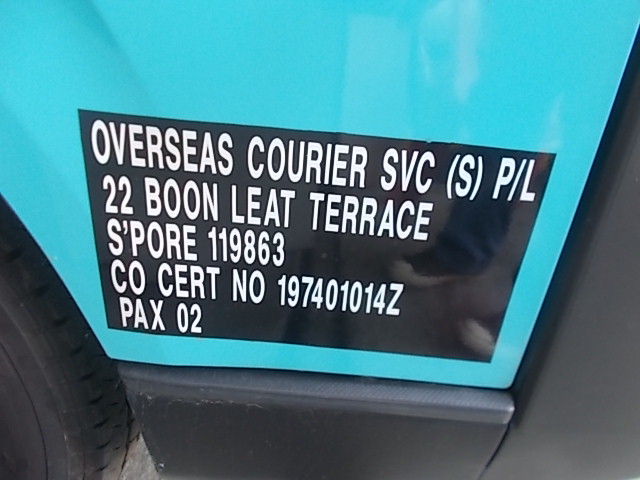 OVERSEAS COURIER SVC (S) P/L
22 BOON LEAT TERRACE
S'PORE 119863
CO CERT NO 197401014Z
PAX 02